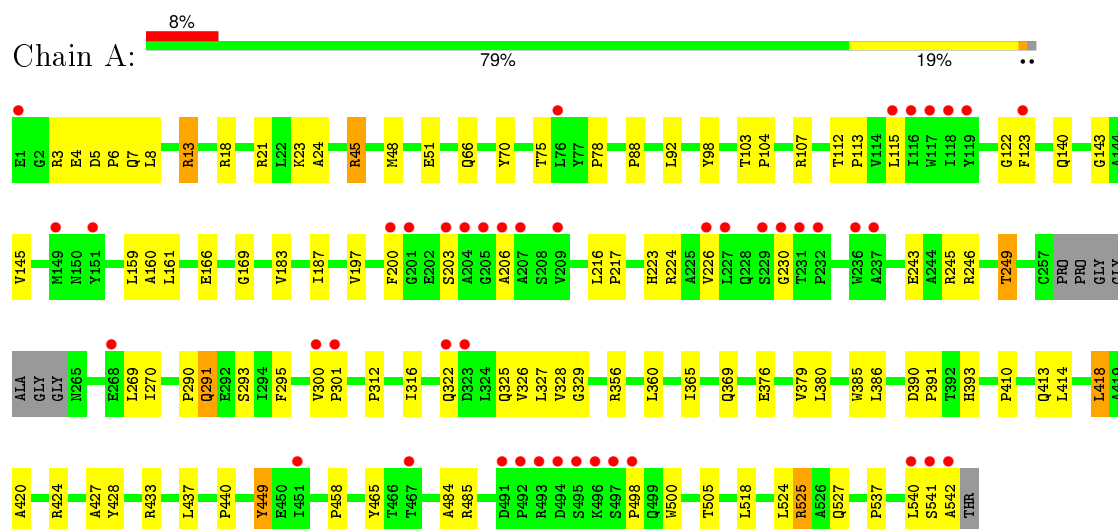 8%
Chain A:
79%
19%
••
E1 G2 R3 E4 D5 P6 Q7 L8 R13 R18 R21 L22 K23 A24 R45 M48 E51 Q66 Y70 T75 L76 Y77 P78 P88 L92 Y98 T103 P104 R107 T112 P113 V114 L115 I116 W117 I118 Y119 G122 F123 Q140 G143 A144
V145 M149 N150 Y151 L159 A160 L161 E166 G169 V183 I187 V197 F200 G201 E202 S203 A204 G205 A206 A207 S208 V209 L216 P217 H223 R224 A225 V226 L227 Q228 S229 G230 T231 P232 W236 A237 E243 A244 R245 R246 T249 C257 PRO PRO GLY GLY
ALA GLY GLY N265 E268 L269 I270 P290 Q291 E292 S293 I294 F295 V300 P301 P312 I316 Q322 D323 L324 Q325 V326 L327 V328 G329 R356 L360 I365 Q369 E376 V379 L380 W385 L386 D390 P391 T392 H393 P410 Q413 L414 L418 A419
A420 R424 A427 Y428 R433 L437 P440 Y449 E450 I451 P458 Y465 T466 T467 A484 R485 D491 P492 R493 D494 S495 K496 S497 P498 Q499 W500 T505 L518 L524 R525 A526 Q527 P537 L540 S541 A542 THR